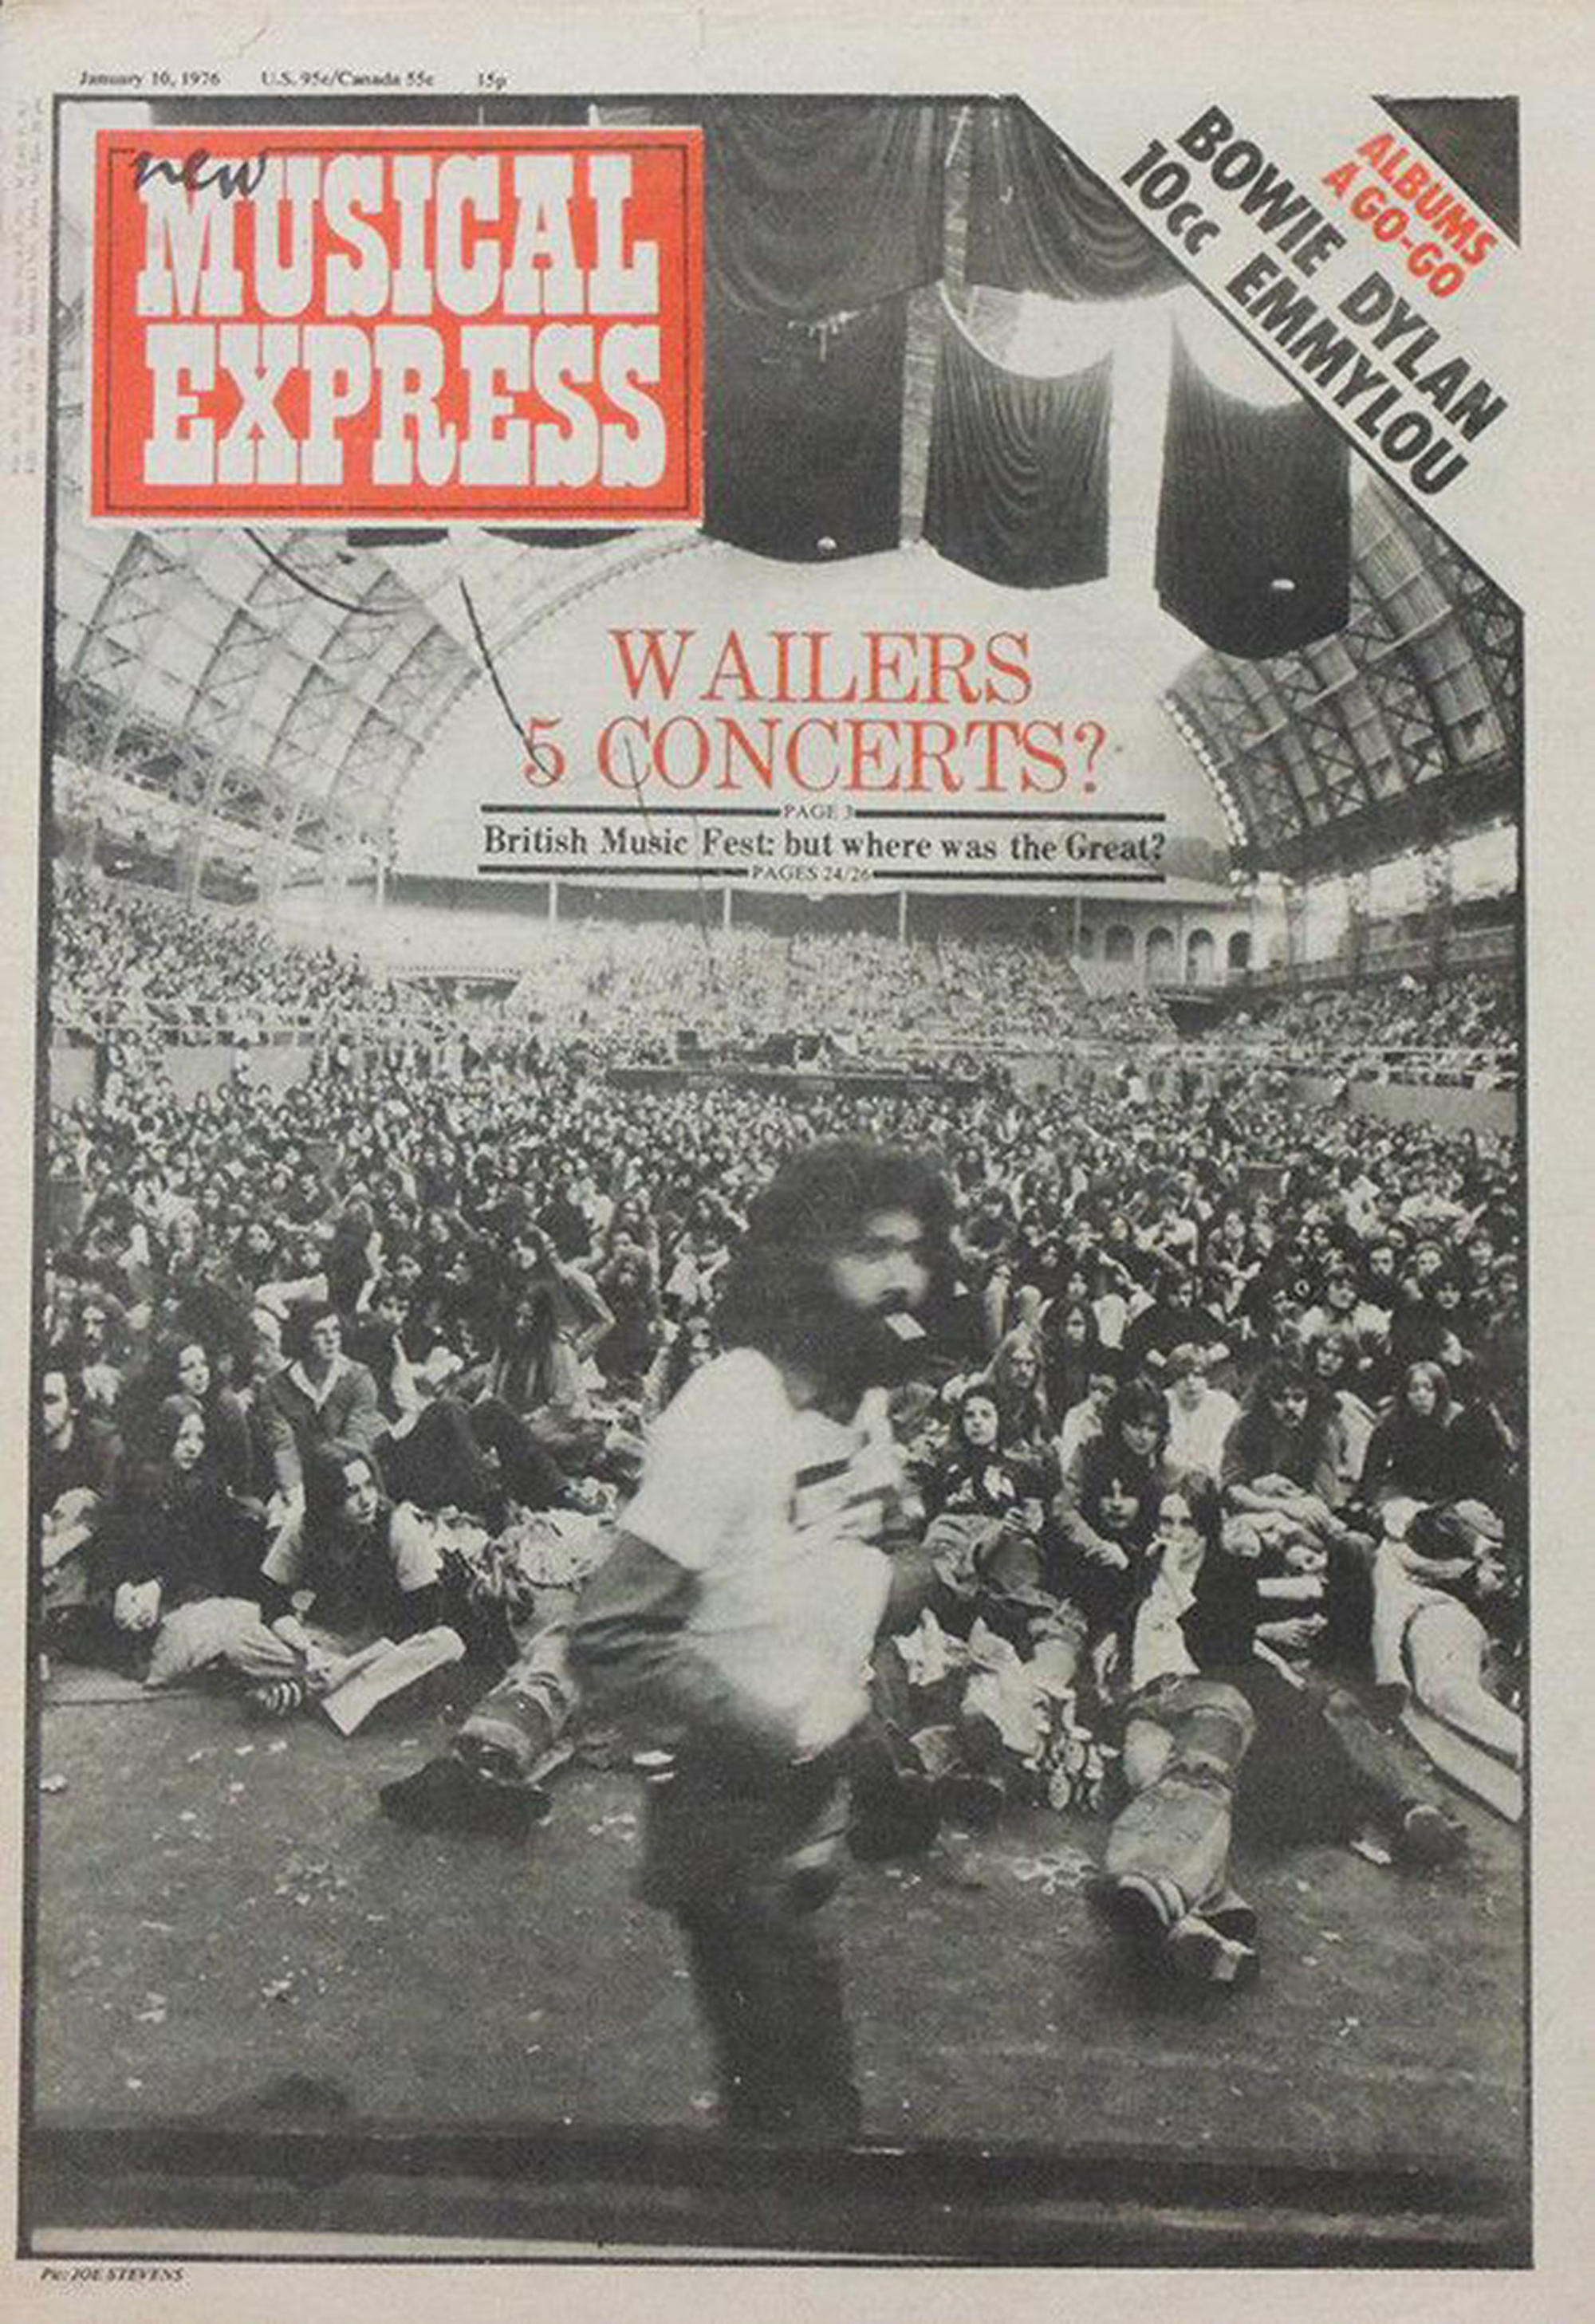 January 10, 1976 U.S. 95c/Canada 55c 15p
new
MUSICAL
EXPRESS
ALBUMS
A GO-GO
BOWIE DYLAN
10cc EMMYLOU
WAILERS
5 CONCERTS?
PAGE 3
British Music Fest: but where was the Great?
PAGES 24/26
Pic: JOE STEVENS